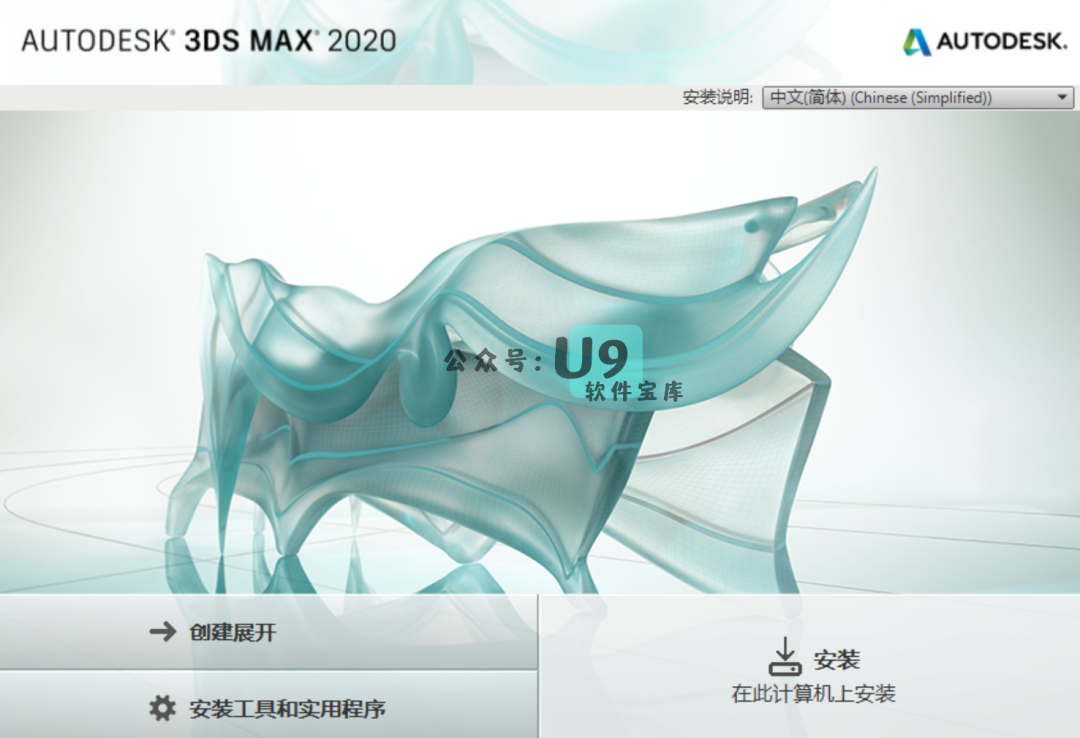 AUTODESK® 3DS MAX® 2020
AUTODESK.
安装说明: 中文(简体) (Chinese (Simplified))
公众号: U9
软件宝库
创建展开
安装
在此计算机上安装
安装工具和实用程序